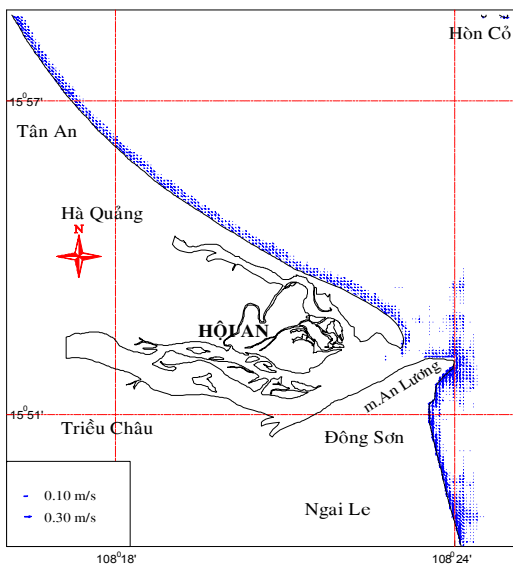 Hòn Cỏ
15⁰57'
Tân An
Hà Quảng
N
HỘI AN
m.An Lương
15⁰51'
Triều Châu
Đông Sơn
Ngai Le
0.10 m/s
0.30 m/s
108⁰18'
108⁰24'